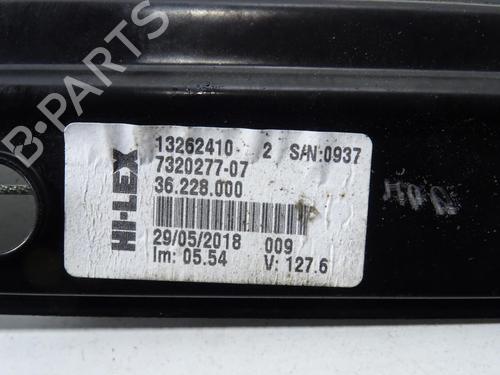 HI-LEX
13262410 2 S/N:0937
7320277-07
36.228.000
29/05/2018 009
Im: 05.54 V: 127.6
B-Parts